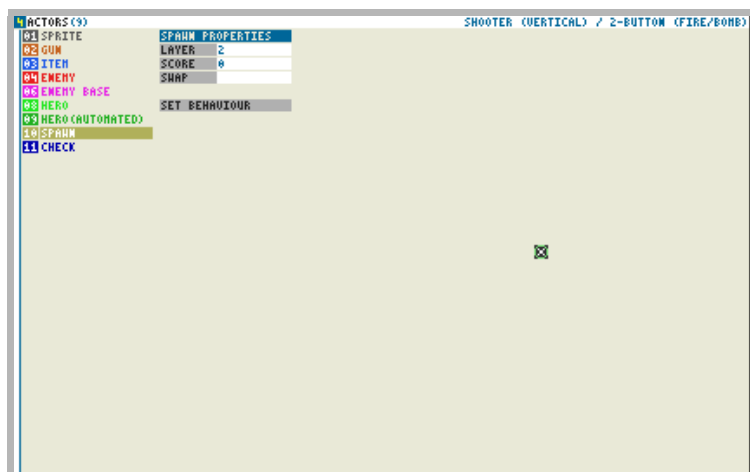 4 ACTORS(9)
SHOOTER (VERTICAL) / 2-BUTTON (FIRE/BOMB)
01 SPRITE
02 GUN
03 ITEM
04 ENEMY
06 ENEMY BASE
08 HERO
09 HERO(AUTOMATED)
10 SPAWN
11 CHECK
SPAWN PROPERTIES
LAYER 2
SCORE 0
SWAP
SET BEHAVIOUR